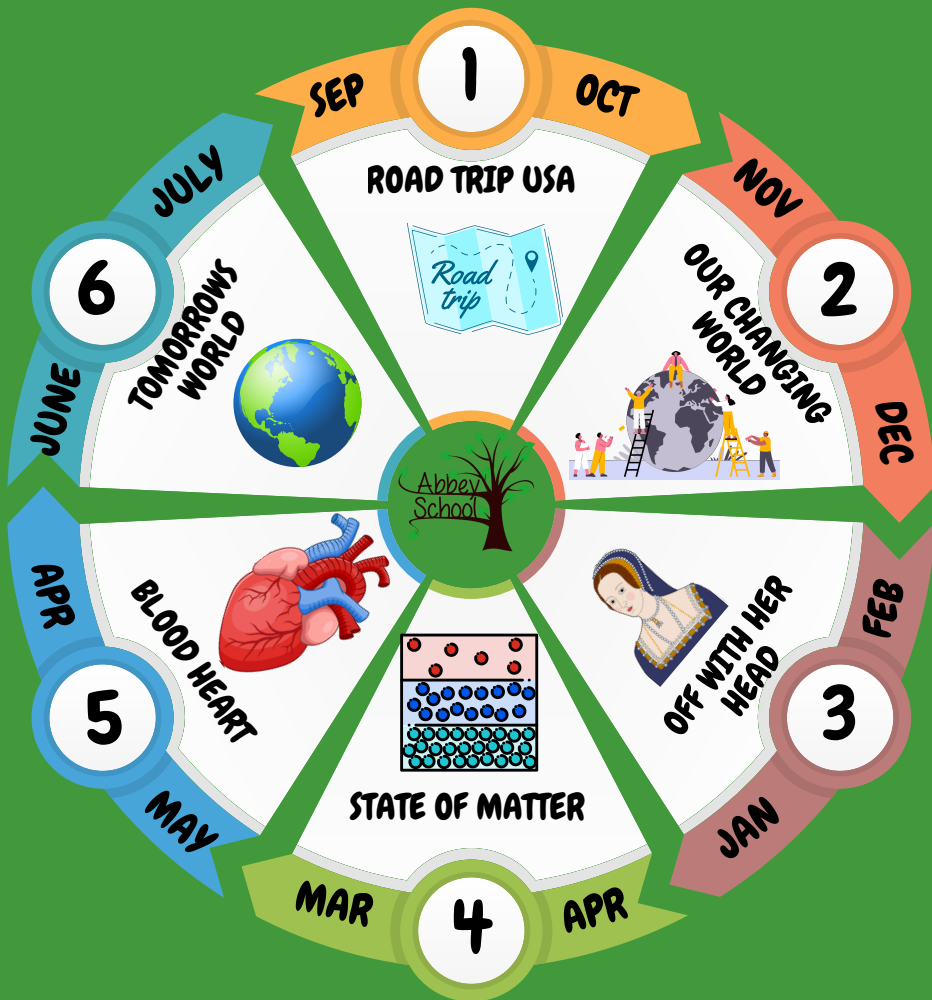 SEP
1
OCT
ROAD TRIP USA
Road
trip
NOV
2
DEC
OUR CHANGING
WORLD
FEB
3
JAN
OFF WITH HER
HEAD
APR
4
MAR
STATE OF MATTER
MAY
5
APR
BLOOD HEART
JUNE
6
JULY
TOMORROWS
WORLD
Abbey
School